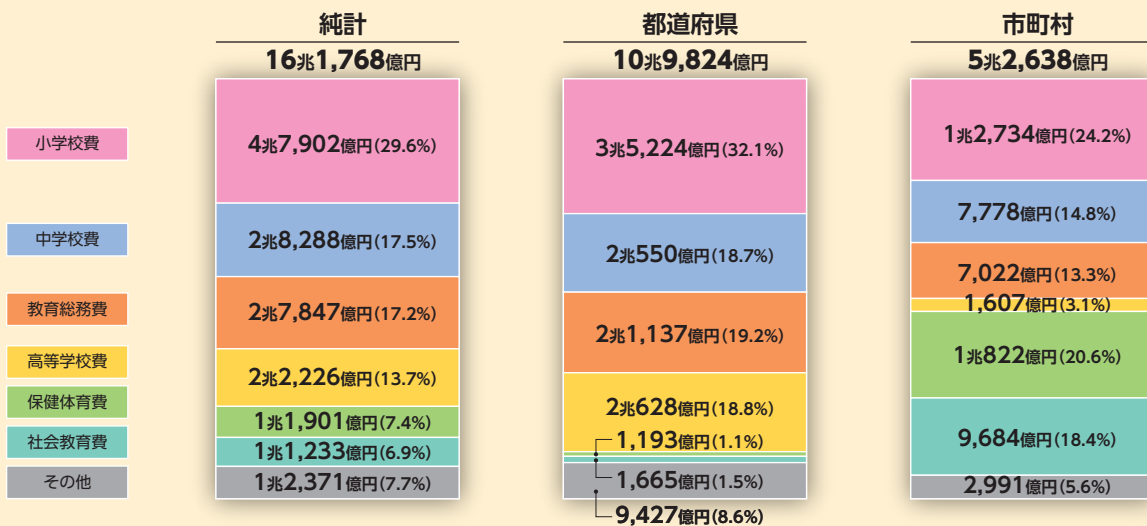 純計
16兆1,768億円
都道府県
10兆9,824億円
市町村
5兆2,638億円
小学校費
4兆7,902億円(29.6%)
3兆5,224億円(32.1%)
1兆2,734億円(24.2%)
中学校費
2兆8,288億円(17.5%)
2兆550億円(18.7%)
7,778億円(14.8%)
教育総務費
2兆7,847億円(17.2%)
2兆1,137億円(19.2%)
7,022億円(13.3%)
高等学校費
2兆2,226億円(13.7%)
2兆628億円(18.8%)
1,607億円(3.1%)
保健体育費
1兆1,901億円(7.4%)
1,193億円(1.1%)
1兆822億円(20.6%)
社会教育費
1兆1,233億円(6.9%)
1,665億円(1.5%)
9,684億円(18.4%)
その他
1兆2,371億円(7.7%)
9,427億円(8.6%)
2,991億円(5.6%)